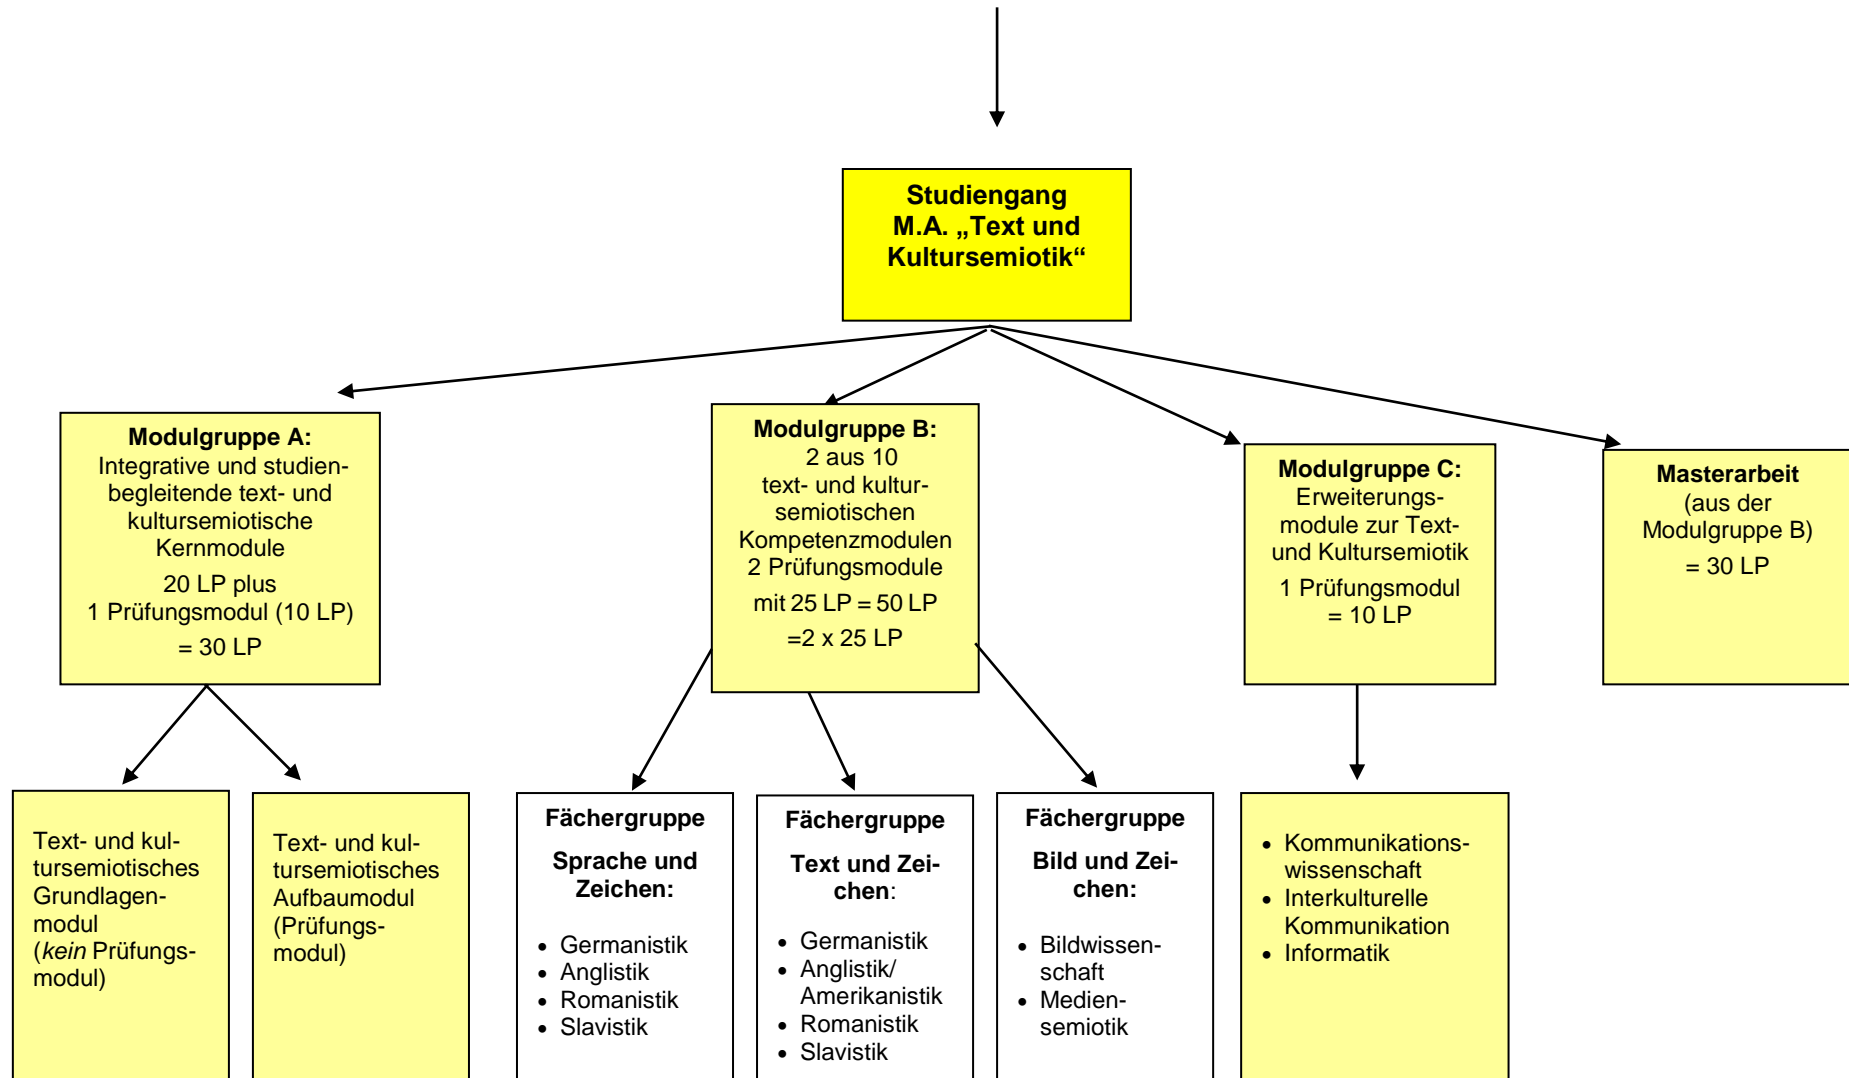 Studiengang
M.A. „Text und
Kultursemiotik“
Modulgruppe A:
Integrative und studien-
begleitende text- und
kultursemiotische
Kernmodule
20 LP plus
1 Prüfungsmodul (10 LP)
= 30 LP
Modulgruppe B:
2 aus 10
text- und kultur-
semiotischen
Kompetenzmodulen
2 Prüfungsmodule
mit 25 LP = 50 LP
=2 x 25 LP
Modulgruppe C:
Erweiterungs-
module zur Text-
und Kultursemiotik
1 Prüfungsmodul
= 10 LP
Masterarbeit
(aus der
Modulgruppe B)
= 30 LP
Text- und kul-
tursemiotisches
Grundlagen-
modul
(kein Prüfungs-
modul)
Text- und kul-
tursemiotisches
Aufbaumodul
(Prüfungs-
modul)
Fächergruppe
Sprache und
Zeichen:
• Germanistik
• Anglistik
• Romanistik
• Slavistik
Fächergruppe
Text und Zei-
chen:
• Germanistik
• Anglistik/
Amerikanistik
• Romanistik
• Slavistik
Fächergruppe
Bild und Zei-
chen:
• Bildwissen-
schaft
• Medien-
semiotik
• Kommunikations-
wissenschaft
• Interkulturelle
Kommunikation
• Informatik